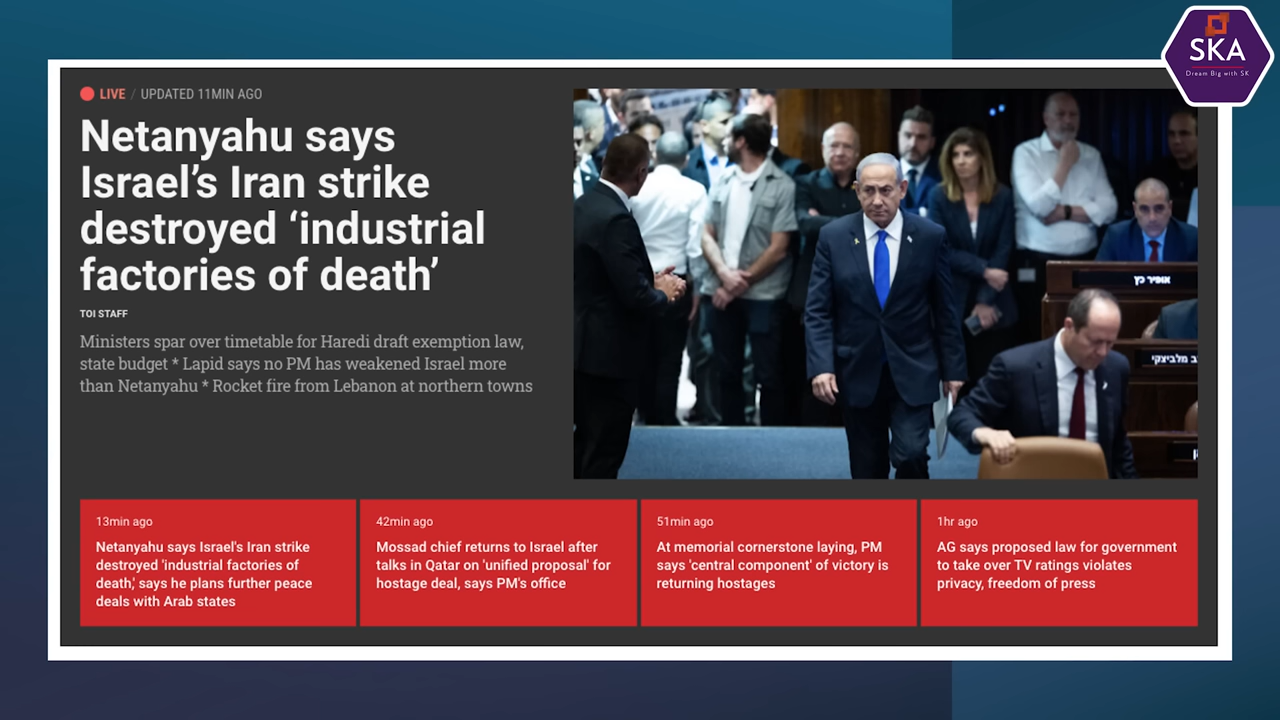 SKA
Dream Big with SK
LIVE / UPDATED 11MIN AGO
Netanyahu says
Israel’s Iran strike
destroyed ‘industrial
factories of death’
TOI STAFF
Ministers spar over timetable for Haredi draft exemption law,
state budget * Lapid says no PM has weakened Israel more
than Netanyahu * Rocket fire from Lebanon at northern towns
אופיר כץ
ב מלביצקי
13min ago
Netanyahu says Israel's Iran strike
destroyed 'industrial factories of
death,' says he plans further peace
deals with Arab states
42min ago
Mossad chief returns to Israel after
talks in Qatar on 'unified proposal' for
hostage deal, says PM's office
51min ago
At memorial cornerstone laying, PM
says 'central component' of victory is
returning hostages
1hr ago
AG says proposed law for government
to take over TV ratings violates
privacy, freedom of press